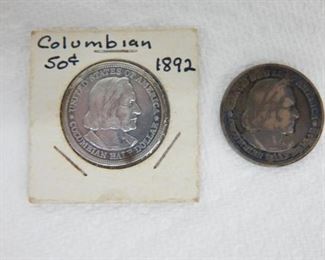 Columbian
50¢ 1892
UNITED STATES OF AMERICA
COLUMBIAN HALF DOLLAR